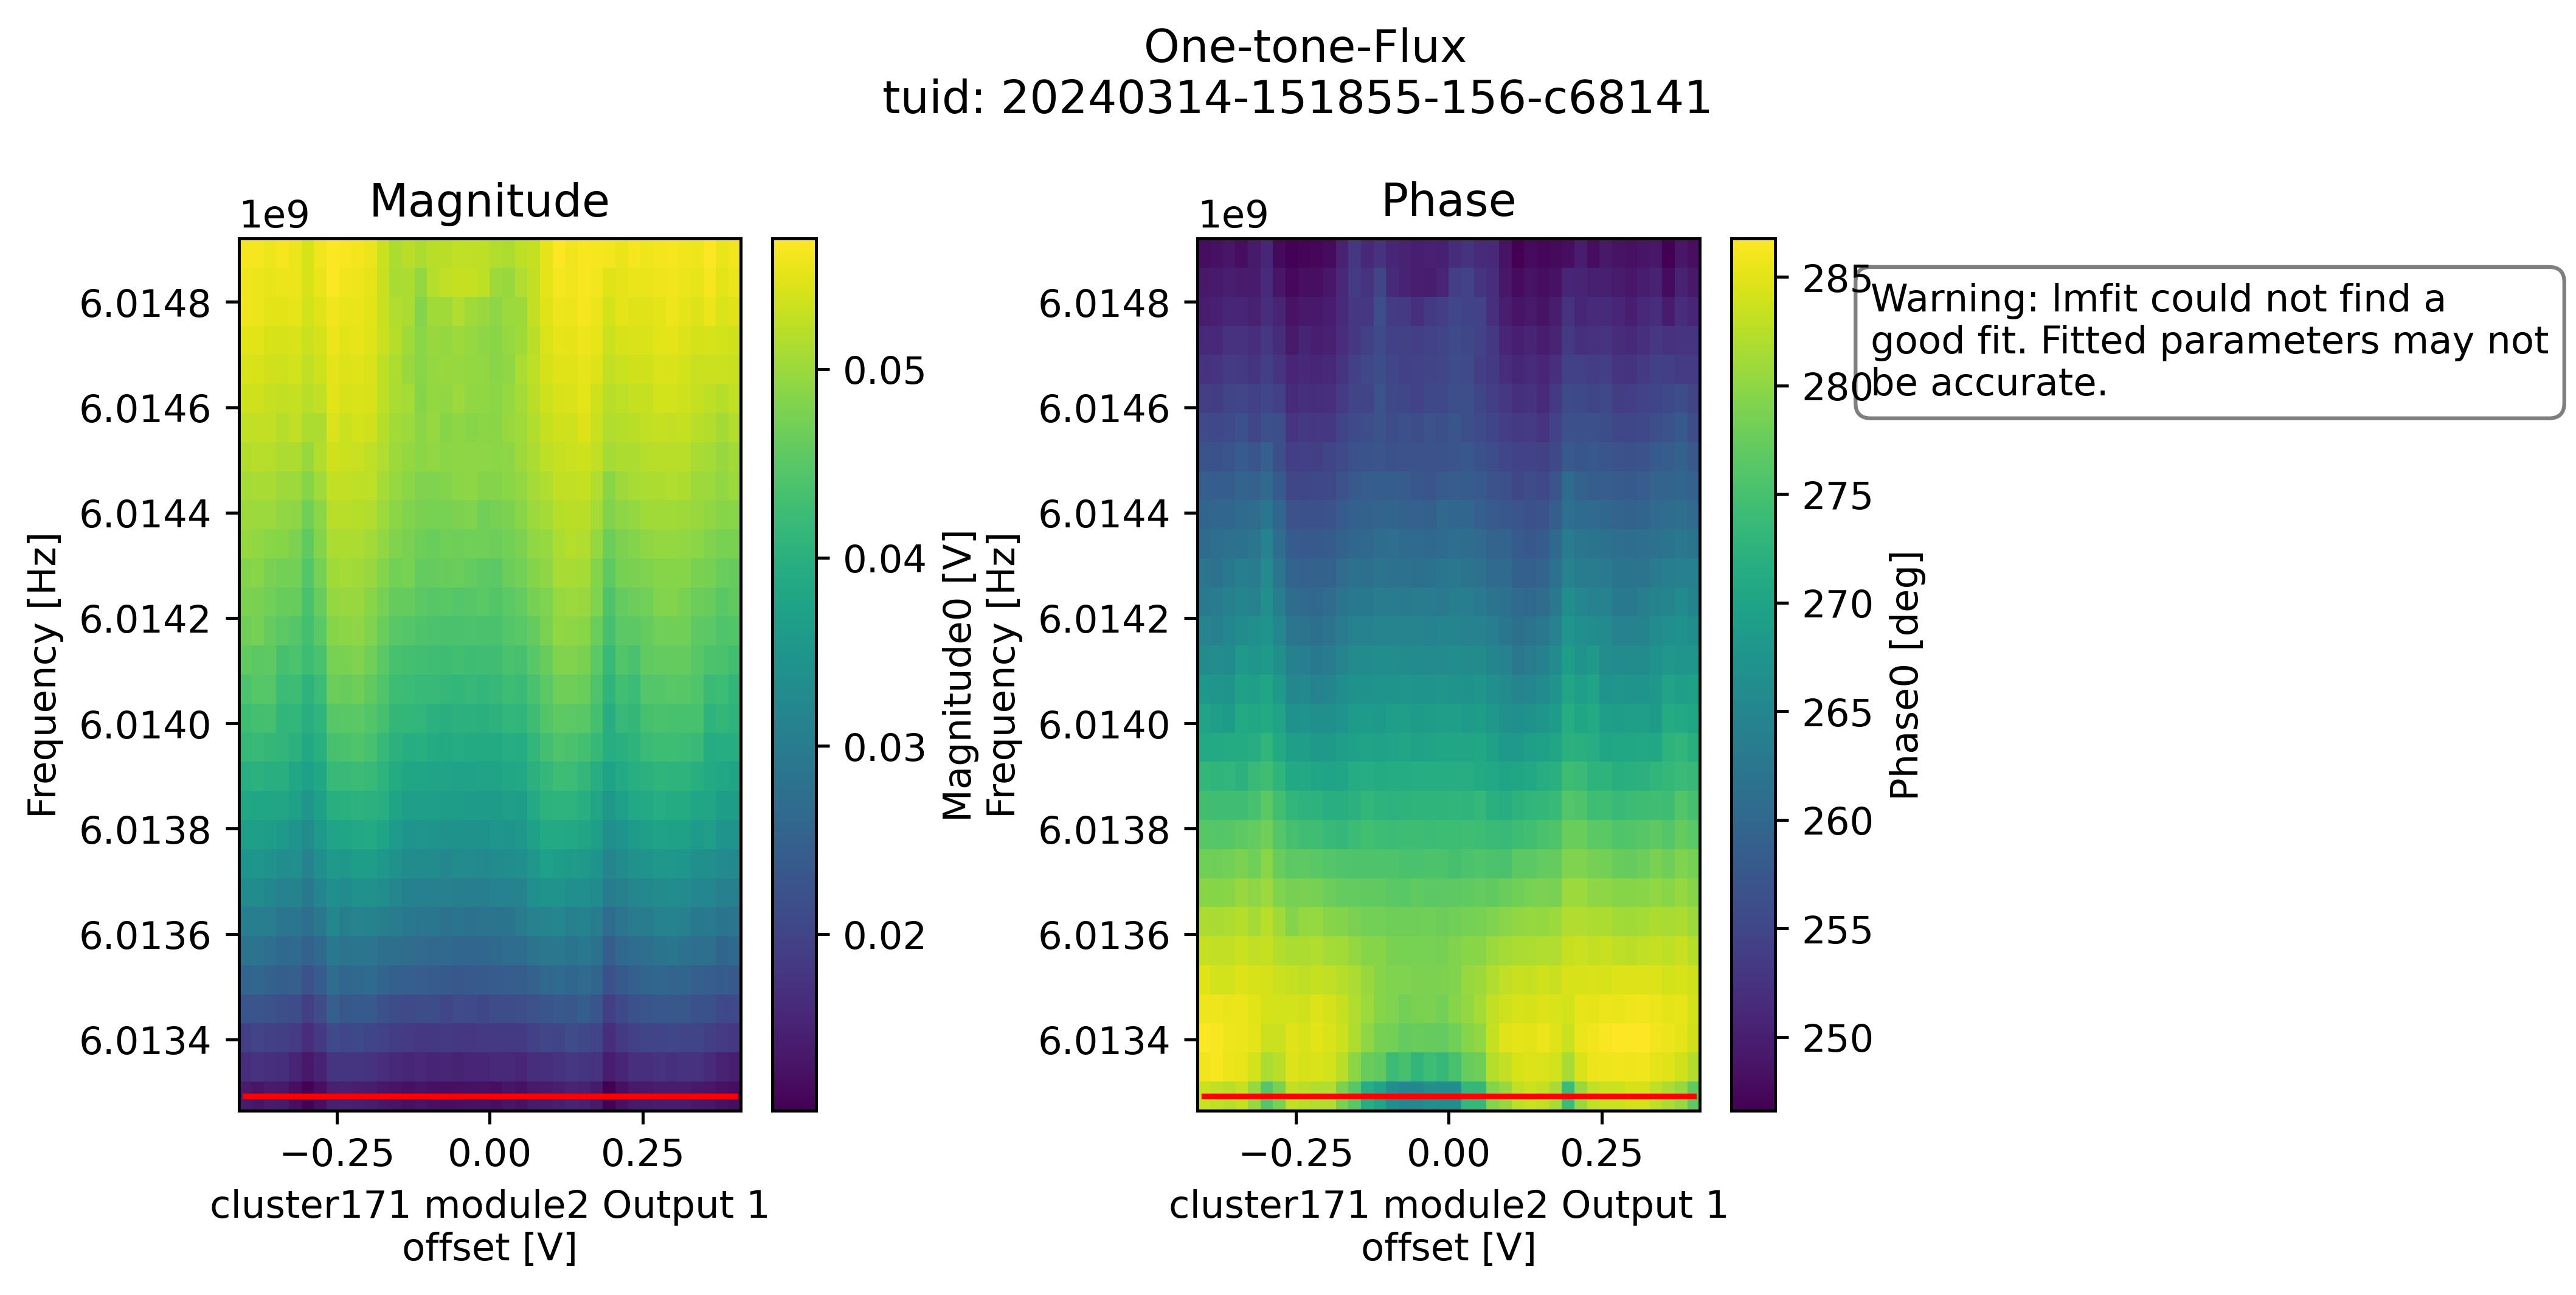 One-tone-Flux
tuid: 20240314-151855-156-c68141
Magnitude
1e9
6.0148
6.0146
6.0144
6.0142
6.0140
6.0138
6.0136
6.0134
Frequency [Hz]
−0.25
0.00
0.25
cluster171 module2 Output 1
offset [V]
0.05
0.04
0.03
0.02
Magnitude0 [V]
Phase
1e9
6.0148
6.0146
6.0144
6.0142
6.0140
6.0138
6.0136
6.0134
Frequency [Hz]
−0.25
0.00
0.25
cluster171 module2 Output 1
offset [V]
285
280
275
270
265
260
255
250
Phase0 [deg]
Warning: lmfit could not find a
good fit. Fitted parameters may not
be accurate.